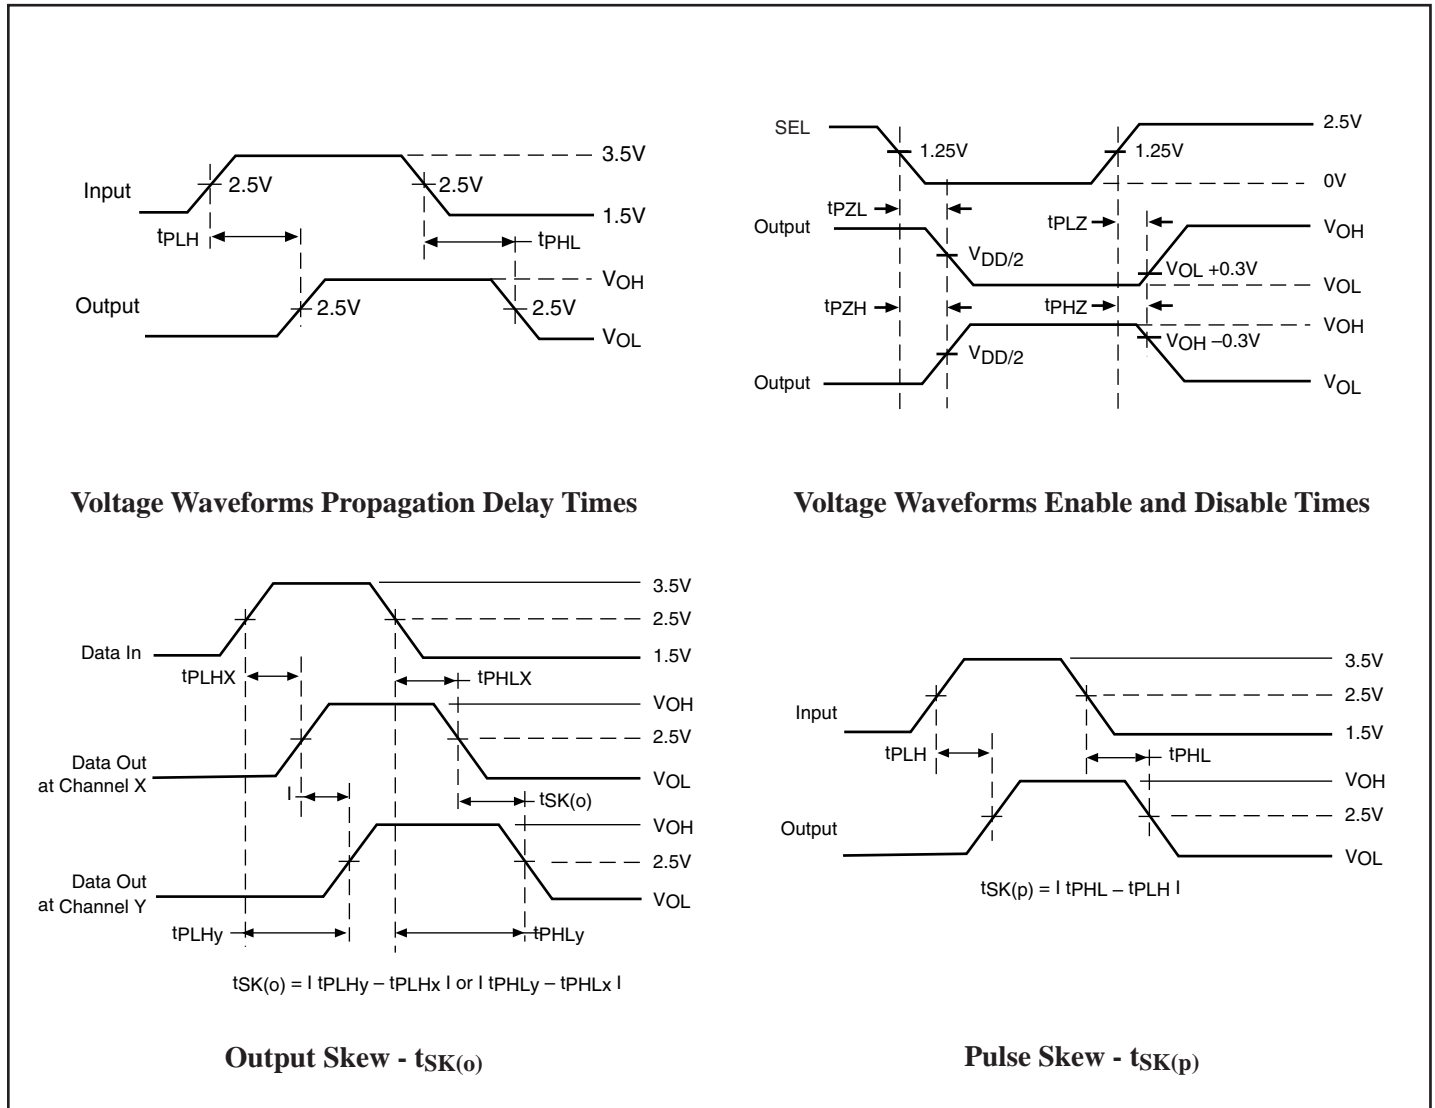 3.5V
Input
2.5V
2.5V
1.5V
tPLH
tPHL
VOH
Output
2.5V
2.5V
VOL
Voltage Waveforms Propagation Delay Times
SEL
2.5V
1.25V
1.25V
0V
tPZL
tPLZ
Output
VOH
VDD/2
VOL +0.3V
VOL
tPZH
tPHZ
VOH
VDD/2
VOH –0.3V
Output
VOL
Voltage Waveforms Enable and Disable Times
3.5V
2.5V
Data In
1.5V
tPLHX
tPHLX
VOH
2.5V
Data Out
at Channel X
VOL
I
tSK(o)
VOH
2.5V
Data Out
at Channel Y
VOL
tPLHy
tPHLy
tSK(o) = I tPLHy – tPLHx I or I tPHLy – tPHLx I
Output Skew - tSK(o)
3.5V
2.5V
Input
1.5V
tPLH
tPHL
VOH
2.5V
Output
VOL
tSK(p) = I tPHL – tPLH I
Pulse Skew - tSK(p)